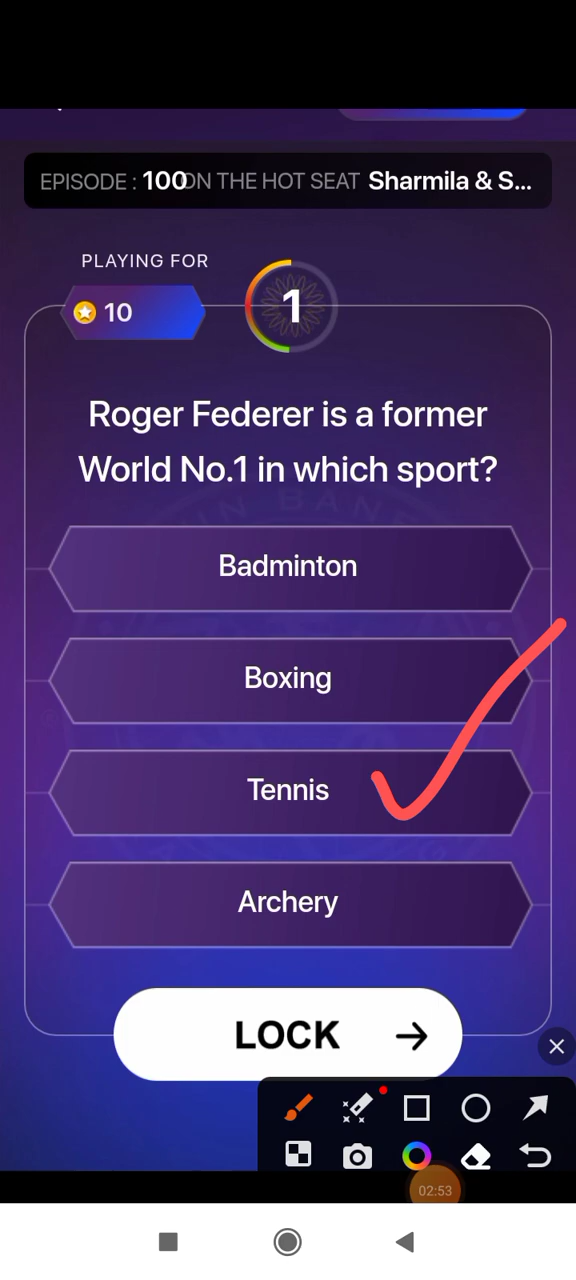 EPISODE : 100 ON THE HOT SEAT Sharmila & S...
PLAYING FOR
10
1
Roger Federer is a former
World No.1 in which sport?
Badminton
Boxing
Tennis
Archery
LOCK
02:53